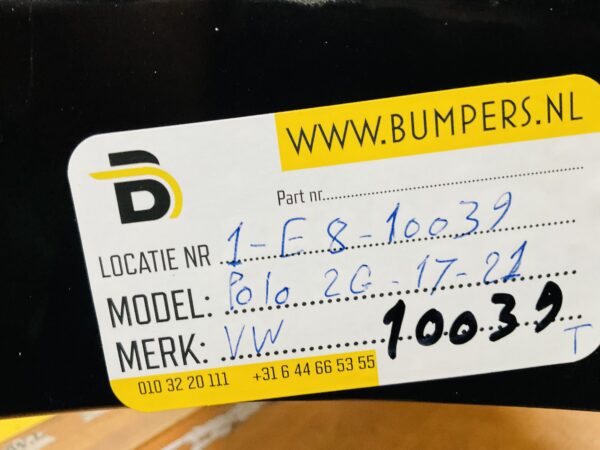 WWW.BUMPERS.NL
B
Part nr.
LOCATIE NR 1-E 8-10039
MODEL: Polo 2G-17-21
MERK: VW 10039 T
010 32 20 111 +31 6 44 66 53 55